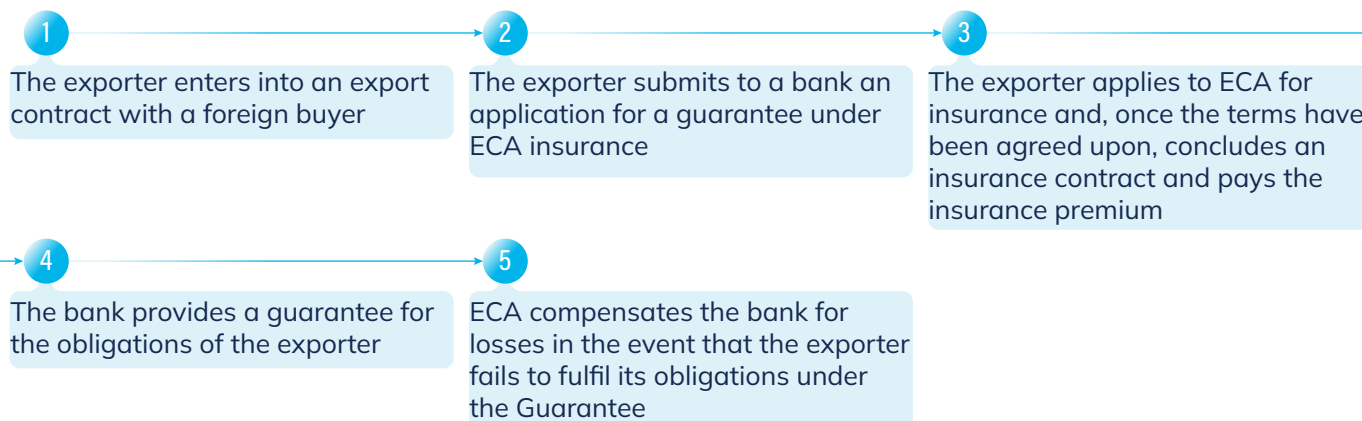 1
The exporter enters into an export
contract with a foreign buyer
2
The exporter submits to a bank an
application for a guarantee under
ECA insurance
3
The exporter applies to ECA for
insurance and, once the terms have
been agreed upon, concludes an
insurance contract and pays the
insurance premium
4
The bank provides a guarantee for
the obligations of the exporter
5
ECA compensates the bank for
losses in the event that the exporter
fails to fulfil its obligations under
the Guarantee